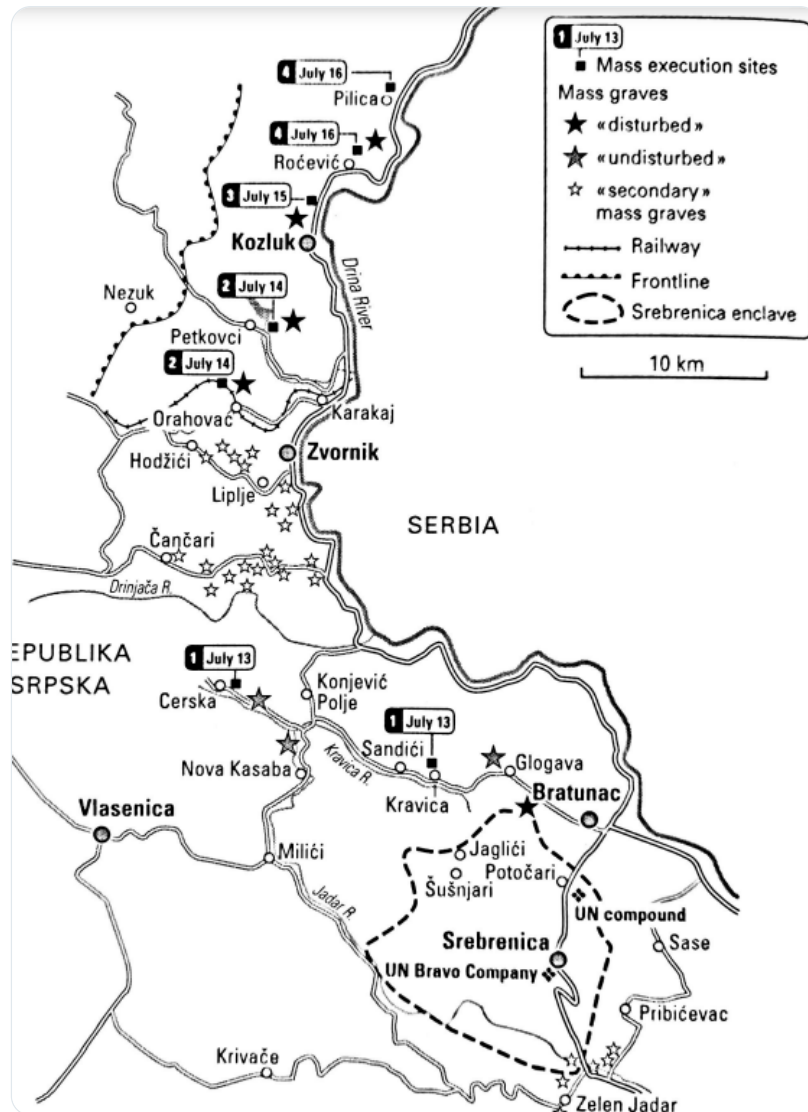 4 July 16
Pilica
4 July 16
Ročević
3 July 15
Kozluk
Drina River
Nezuk
2 July 14
Petkovci
2 July 14
Orahovac
Karakaj
Hodžići
Zvornik
Liplje
SERBIA
Čančari
Drinjača R.
EPUBLIKA
SRPSKA
1 July 13
Cerska
Konjević
Polje
1 July 13
Sandići
Glogava
Nova Kasaba
Kravica R.
Kravica
Bratunac
Vlasenica
Milići
Jaglići
Potočari
Šušnjari
Jadar R.
UN compound
Srebrenica
Sase
UN Bravo Company
Pribićevac
Krivače
Zelen Jadar
1 July 13
Mass execution sites
Mass graves
«disturbed»
«undisturbed»
«secondary»
mass graves
Railway
Frontline
Srebrenica enclave
10 km